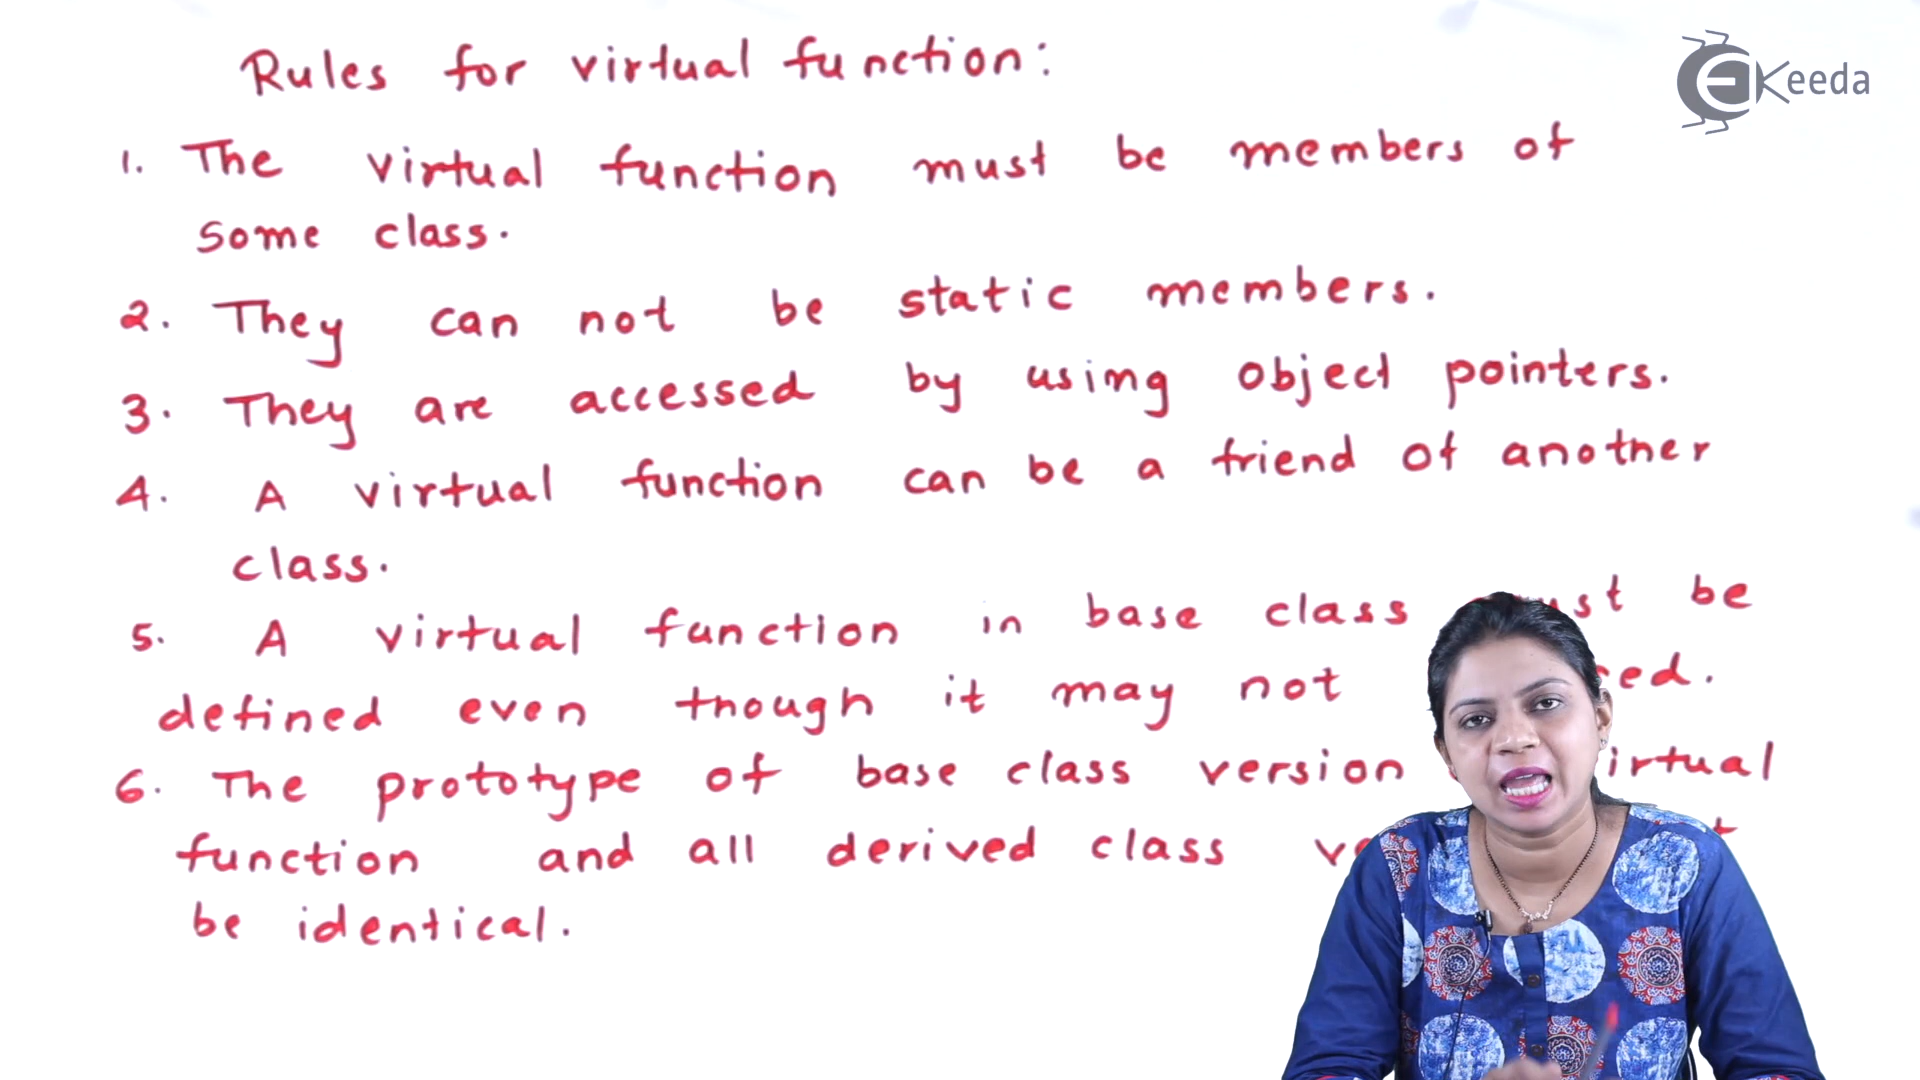 Rules for virtual function:
Keeda
1. The virtual function must be members of
some class.
2. They can not be static members.
3. They are accessed by using object pointers.
4. A virtual function can be a friend of another
class.
5. A virtual function in base class be
defined even though it may not
6. The prototype of base class version
function and all derived class
be identical.